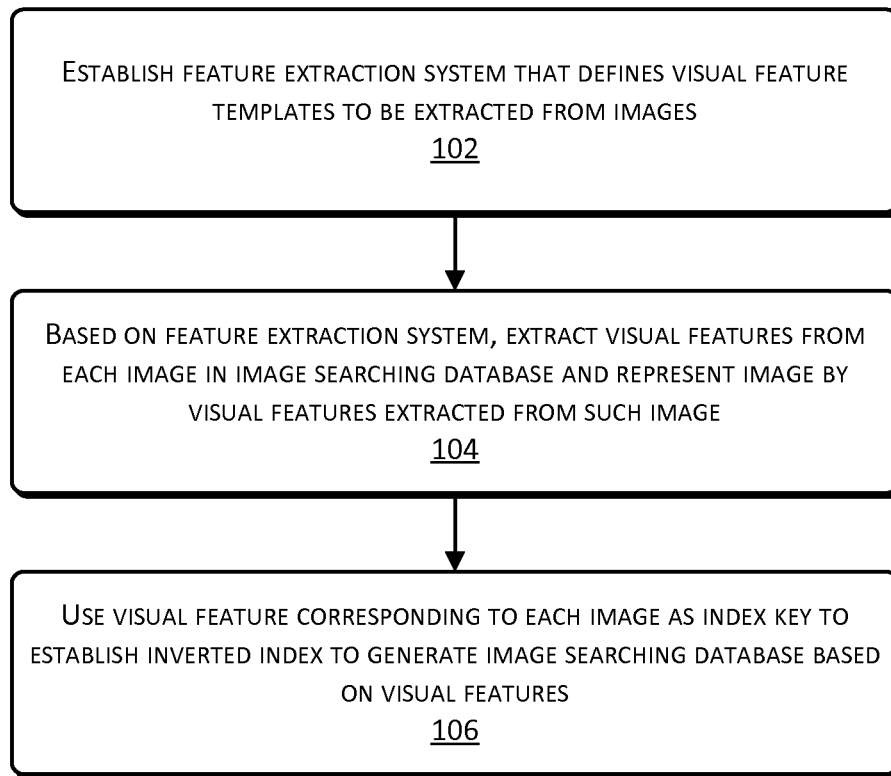 ESTABLISH FEATURE EXTRACTION SYSTEM THAT DEFINES VISUAL FEATURE
TEMPLATES TO BE EXTRACTED FROM IMAGES
102
BASED ON FEATURE EXTRACTION SYSTEM, EXTRACT VISUAL FEATURES FROM
EACH IMAGE IN IMAGE SEARCHING DATABASE AND REPRESENT IMAGE BY
VISUAL FEATURES EXTRACTED FROM SUCH IMAGE
104
USE VISUAL FEATURE CORRESPONDING TO EACH IMAGE AS INDEX KEY TO
ESTABLISH INVERTED INDEX TO GENERATE IMAGE SEARCHING DATABASE BASED
ON VISUAL FEATURES
106